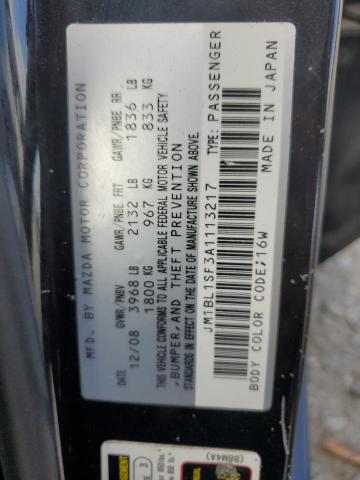 MFD. BY MAZDA MOTOR CORPORATION
DATE GVWR/PNBV GAWR/PNBE FRT GAWR/PNBE RR
12/08 3968 LB 2132 LB 1836 LB
1800 KG 967 KG 833 KG
THIS VEHICLE CONFORMS TO ALL APPLICABLE FEDERAL MOTOR VEHICLE SAFETY
,BUMPER,AND THEFT PREVENTION
STANDARDS IN EFFECT ON THE DATE OF MANUFACTURE SHOWN ABOVE.
JM1BL1SF3A1113217 TYPE: PASSENGER
BODY COLOR CODE;16W MADE IN JAPAN
(BBM4A)
3